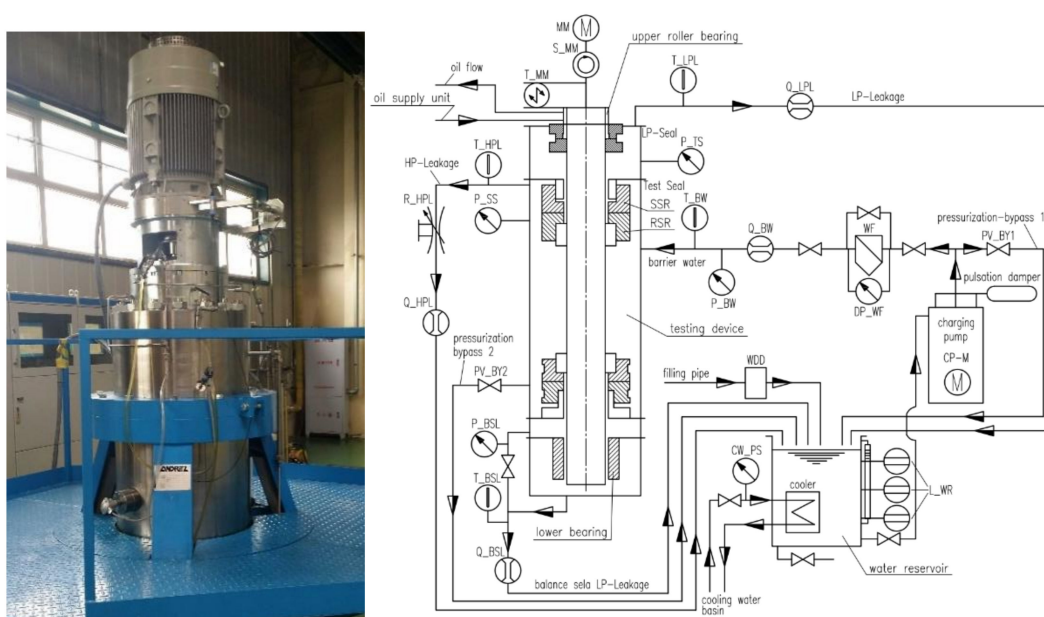 ANDREL
MM
M
S_MM
upper roller bearing
oil flow
T_MM
T_LPL
Q_LPL
LP-Leakage
oil supply unit
LP-Seal
T_HPL
P_TS
HP-Leakage
R_HPL
P_SS
Test Seal
T_BW
SSR
RSR
Q_BW
WF
pressurization-bypass 1
PV_BY1
barrier water
P_BW
DP_WF
pulsation damper
Q_HPL
testing device
charging
pump
CP-M
M
pressurization
bypass 2
PV_BY2
WDD
filling pipe
P_BSL
CW_PS
T_BSL
cooler
L_WR
lower bearing
Q_BSL
balance sela LP-Leakage
cooling water
basin
water reservoir